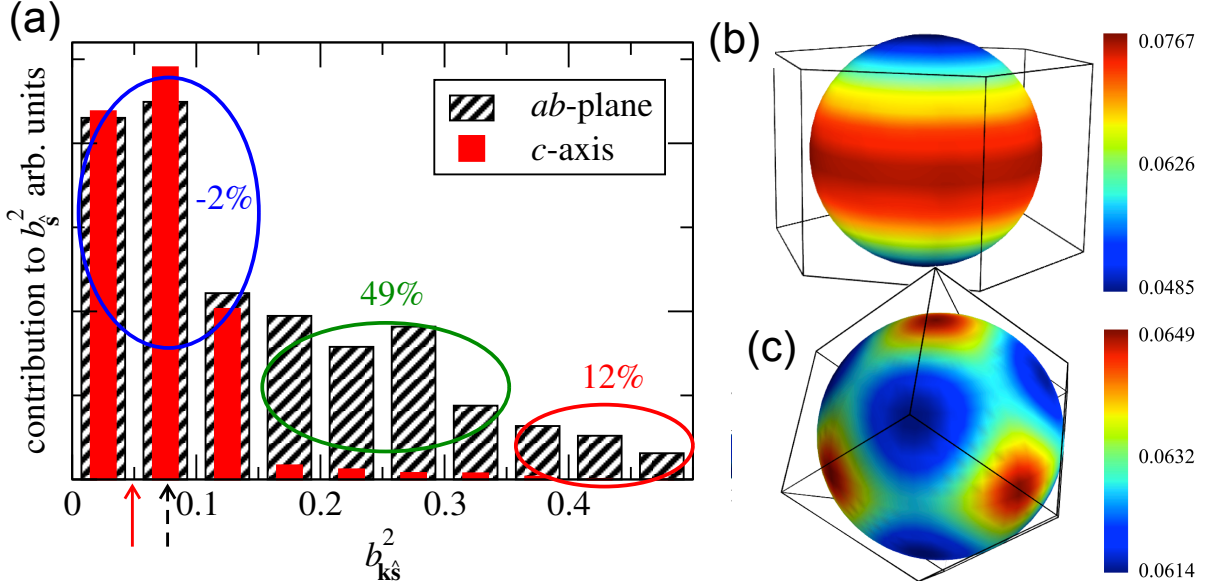 (a)
contribution to b²ŝ arb. units
ab-plane
c-axis
-2%
49%
12%
0 0.1 0.2 0.3 0.4
b²kŝ
(b)
0.0767
0.0626
0.0485
(c)
0.0649
0.0632
0.0614